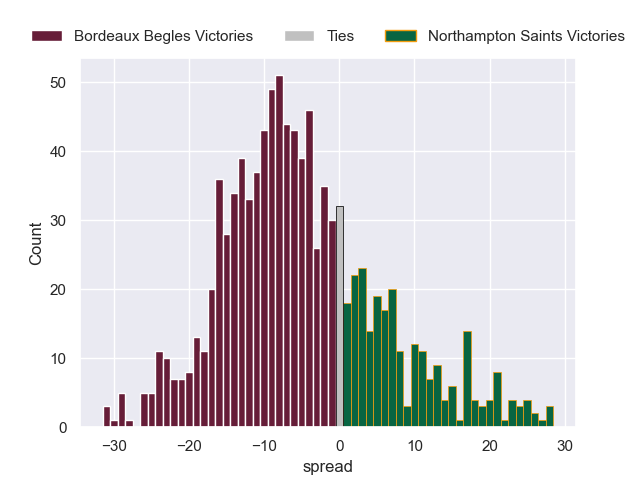 Bordeaux Begles Victories Ties Northampton Saints Victories
50
40
30
20
10
0
Count
−30 −20 −10 0 10 20 30
spread